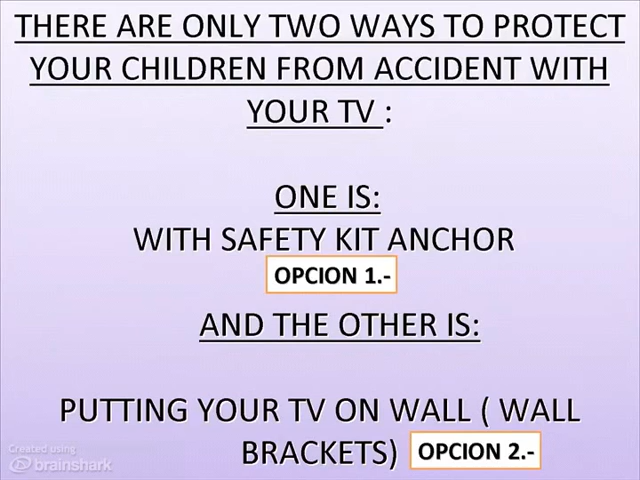 THERE ARE ONLY TWO WAYS TO PROTECT
YOUR CHILDREN FROM ACCIDENT WITH
YOUR TV :
ONE IS:
WITH SAFETY KIT ANCHOR
OPCION 1.-
AND THE OTHER IS:
PUTTING YOUR TV ON WALL ( WALL
BRACKETS) OPCION 2.-
Created using
brainshark